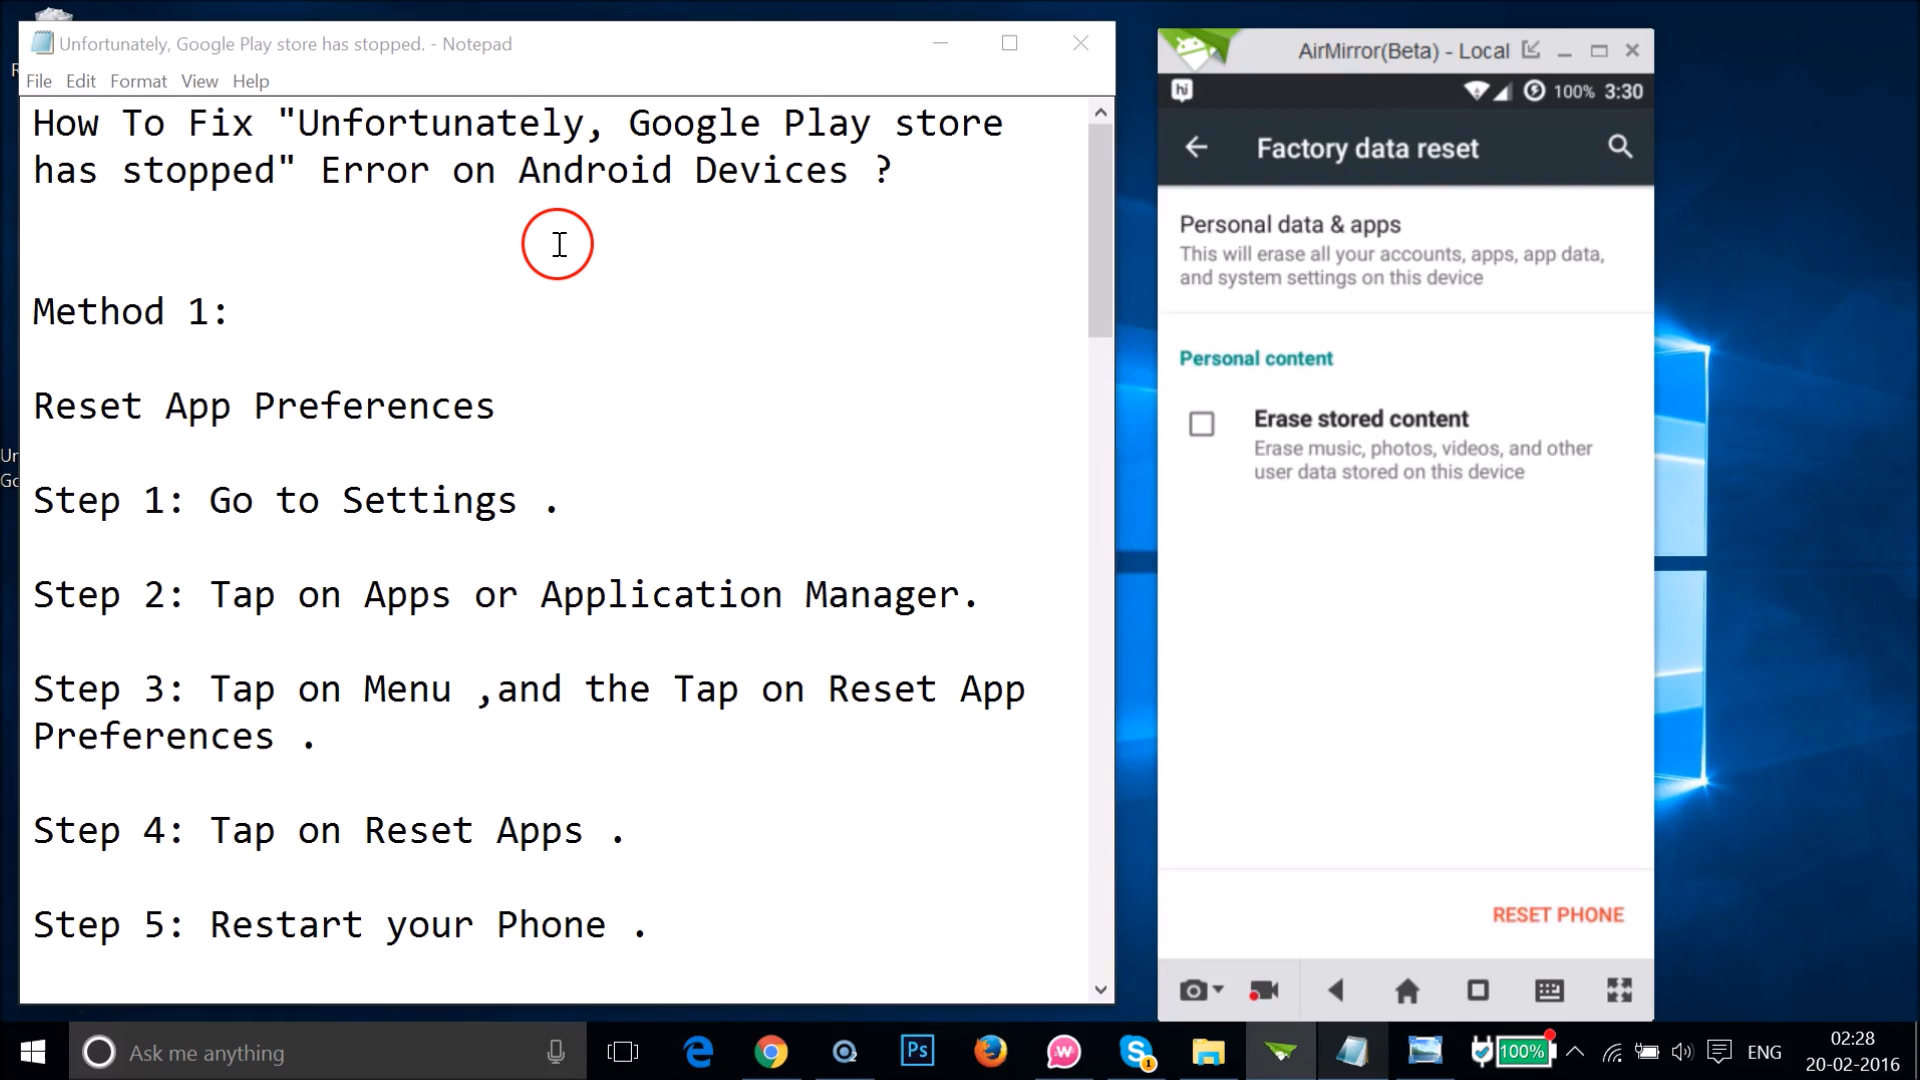 Unfortunately, Google Play store has stopped. - Notepad
File Edit Format View Help
How To Fix "Unfortunately, Google Play store
has stopped" Error on Android Devices ?
Method 1:
Reset App Preferences
Step 1: Go to Settings .
Step 2: Tap on Apps or Application Manager.
Step 3: Tap on Menu ,and the Tap on Reset App
Preferences .
Step 4: Tap on Reset Apps .
Step 5: Restart your Phone .
AirMirror(Beta) - Local
hi
100% 3:30
Factory data reset
Personal data & apps
This will erase all your accounts, apps, app data,
and system settings on this device
Personal content
Erase stored content
Erase music, photos, videos, and other
user data stored on this device
RESET PHONE
R
Un
Go
Ask me anything
Ps
W
S
1
100%
ENG
02:28
20-02-2016